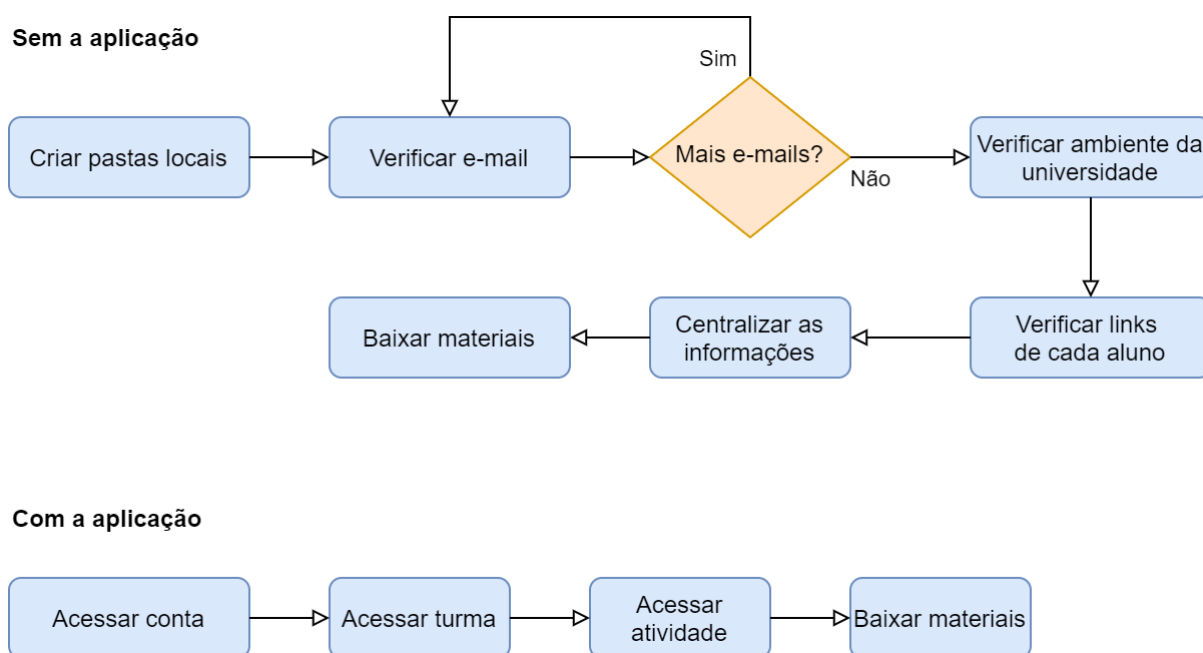 Sem a aplicação
Sim
Criar pastas locais
Verificar e-mail
Mais e-mails?
Não
Verificar ambiente da
universidade
Verificar links
de cada aluno
Centralizar as
informações
Baixar materiais
Com a aplicação
Acessar conta
Acessar turma
Acessar
atividade
Baixar materiais